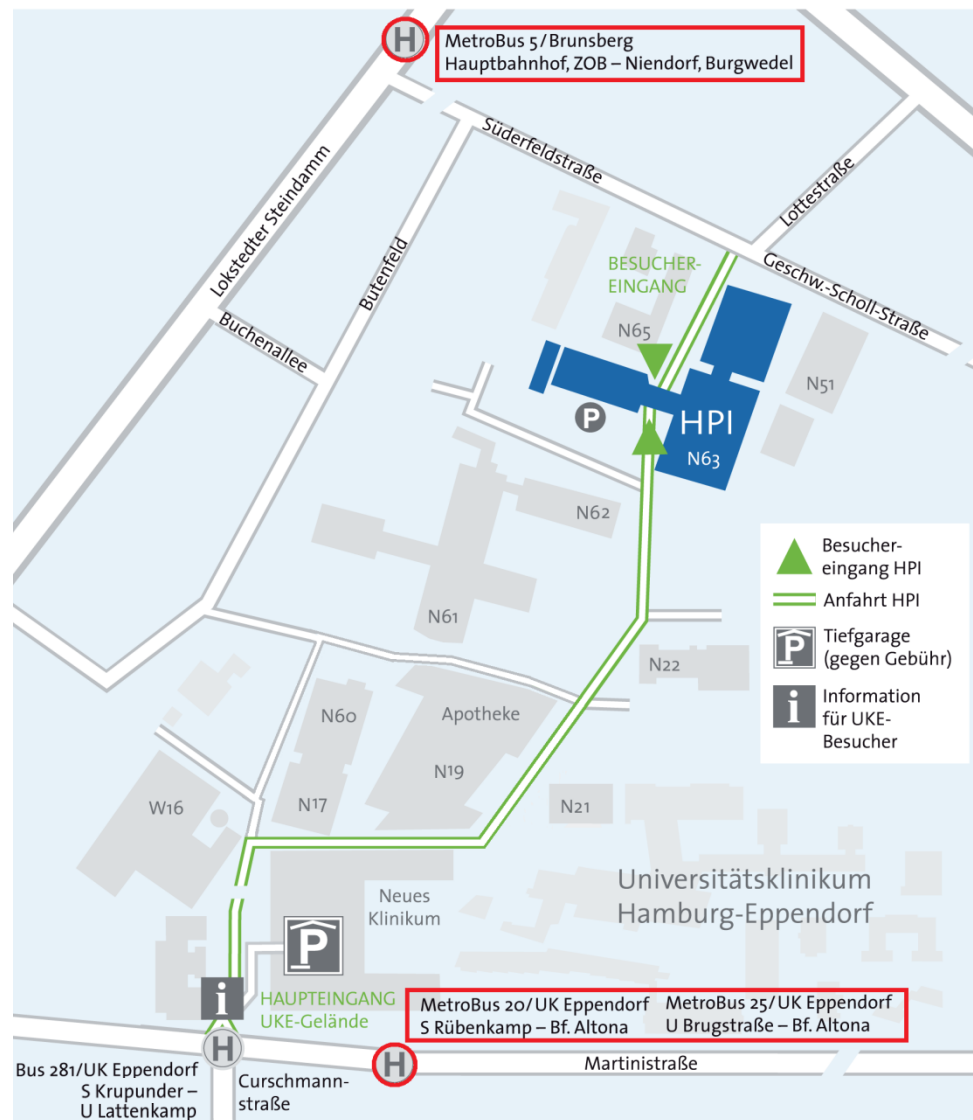 H
MetroBus 5/Brunsberg
Hauptbahnhof, ZOB – Niendorf, Burgwedel
Süderfeldstraße
Lottestraße
Lokstedter Steindamm
Butenfeld
Buchenallee
BESUCHER-
EINGANG
Geschw.-Scholl-Straße
N65
N51
P
HPI
N63
N62
N61
Besucher-
eingang HPI
Anfahrt HPI
P
Tiefgarage
(gegen Gebühr)
i
Information
für UKE-
Besucher
N22
N60
Apotheke
N19
N17
N21
W16
Universitätsklinikum
Hamburg-Eppendorf
Neues
Klinikum
P
i
HAUPTEINGANG
UKE-Gelände
MetroBus 20/UK Eppendorf
S Rübenkamp – Bf. Altona
MetroBus 25/UK Eppendorf
U Brugstraße – Bf. Altona
H
H
Martinistraße
Bus 281/UK Eppendorf
S Krupunder –
U Lattenkamp
Curschmann-
straße